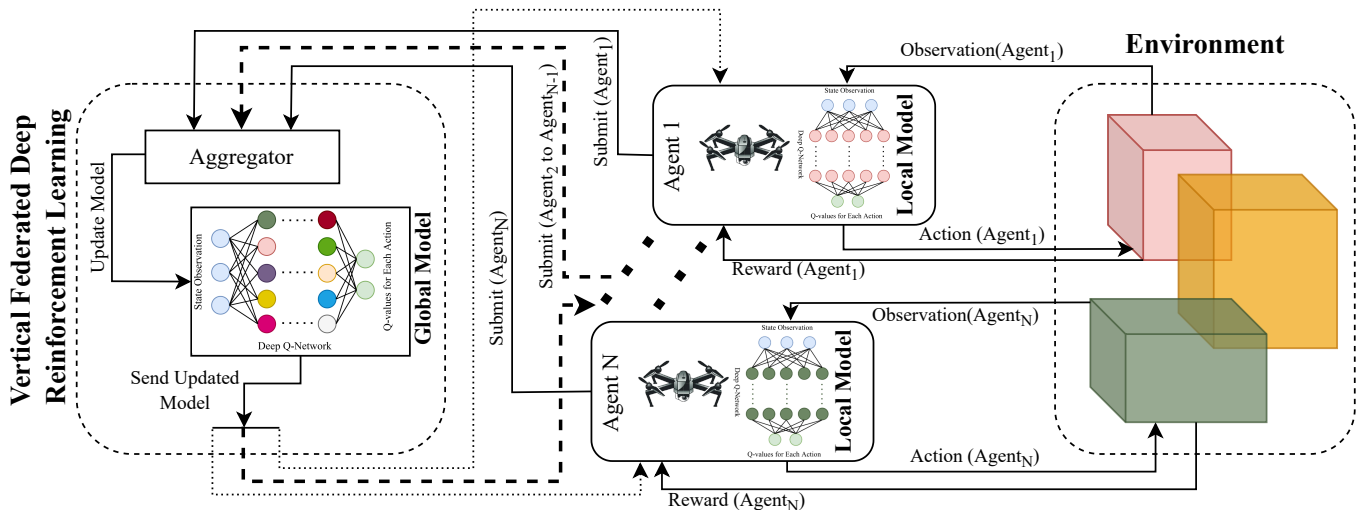 Vertical Federated Deep
Reinforcement Learning
Aggregator
Update Model
State Observation
Deep Q-Network
Q-values for Each Action
Global Model
Send Updated
Model
Submit (Agent1)
Submit (Agent2 to AgentN-1)
Submit (AgentN)
Agent 1
State Observation
Deep Q-Network
Q-values for Each Action
Local Model
Observation(Agent1)
Action (Agent1)
Reward (Agent1)
Agent N
State Observation
Deep Q-Network
Q-values for Each Action
Local Model
Observation(AgentN)
Action (AgentN)
Reward (AgentN)
Environment